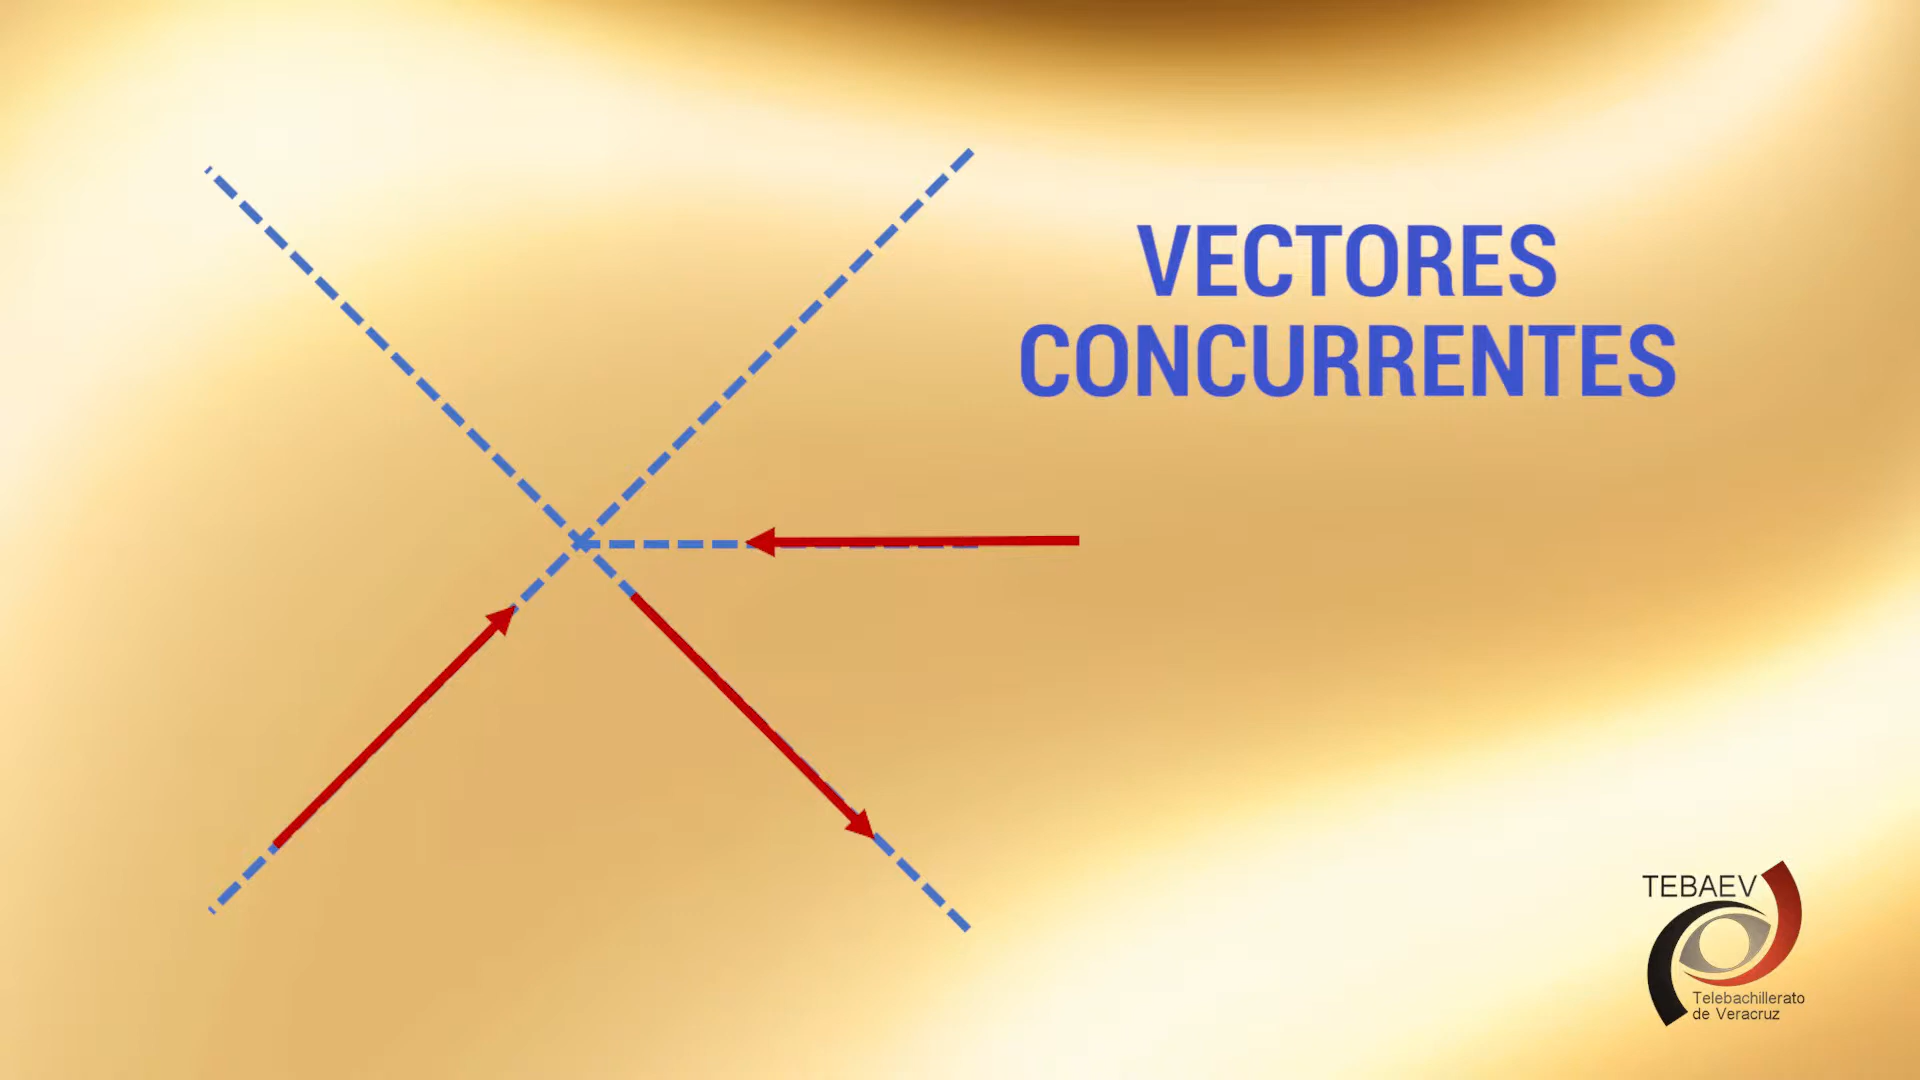 VECTORES
CONCURRENTES
TEBAEV
Telebachillerato
de Veracruz